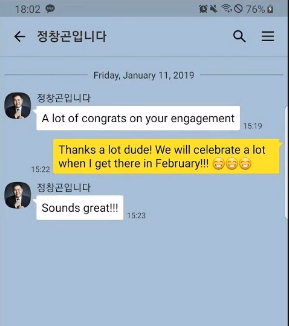 18:02
76%
정창곤입니다
Friday, January 11, 2019
정창곤입니다
A lot of congrats on your engagement
15:19
Thanks a lot dude! We will celebrate a lot
when I get there in February!!! 😁😁😁
15:22
정창곤입니다
Sounds great!!!
15:23